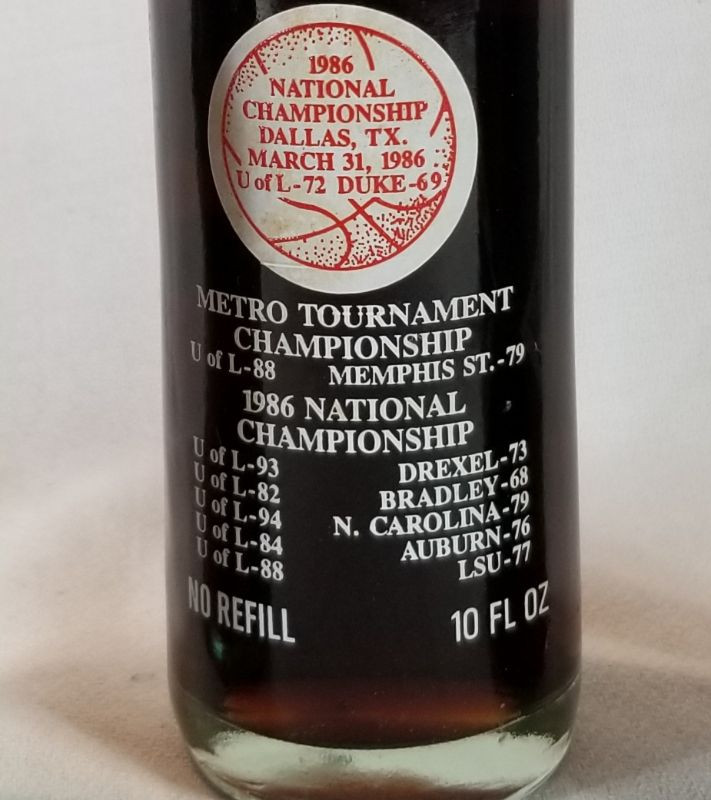 1986
NATIONAL
CHAMPIONSHIP
DALLAS, TX.
MARCH 31, 1986
U of L-72 DUKE-69
METRO TOURNAMENT
CHAMPIONSHIP
U of L-88 MEMPHIS ST.-79
1986 NATIONAL
CHAMPIONSHIP
U of L-93 DREXEL-73
U of L-82 BRADLEY-68
U of L-94 N. CAROLINA-79
U of L-84 AUBURN-76
U of L-88 LSU-77
NO REFILL 10 FL OZ